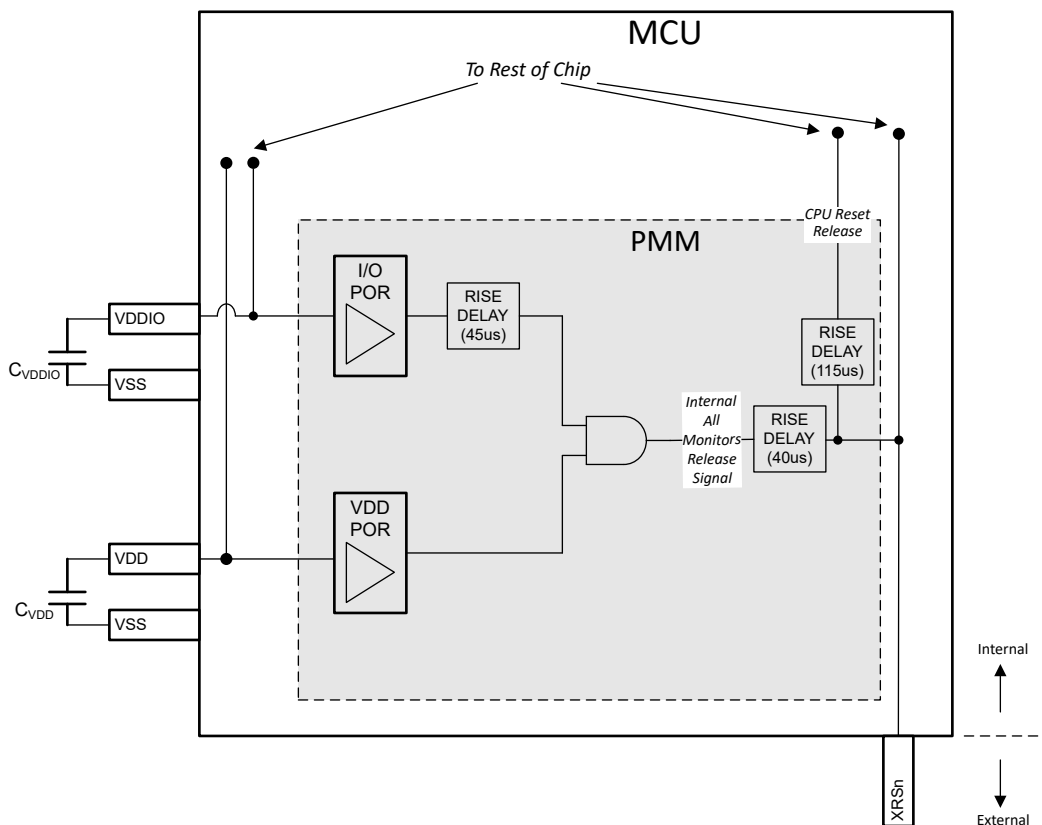 MCU
To Rest of Chip
CPU Reset
Release
PMM
I/O
POR
RISE
DELAY
(45us)
VDDIO
CVDDIO
VSS
RISE
DELAY
(115us)
Internal
All
Monitors
Release
Signal
RISE
DELAY
(40us)
VDD
POR
VDD
CVDD
VSS
Internal
XRSn
External